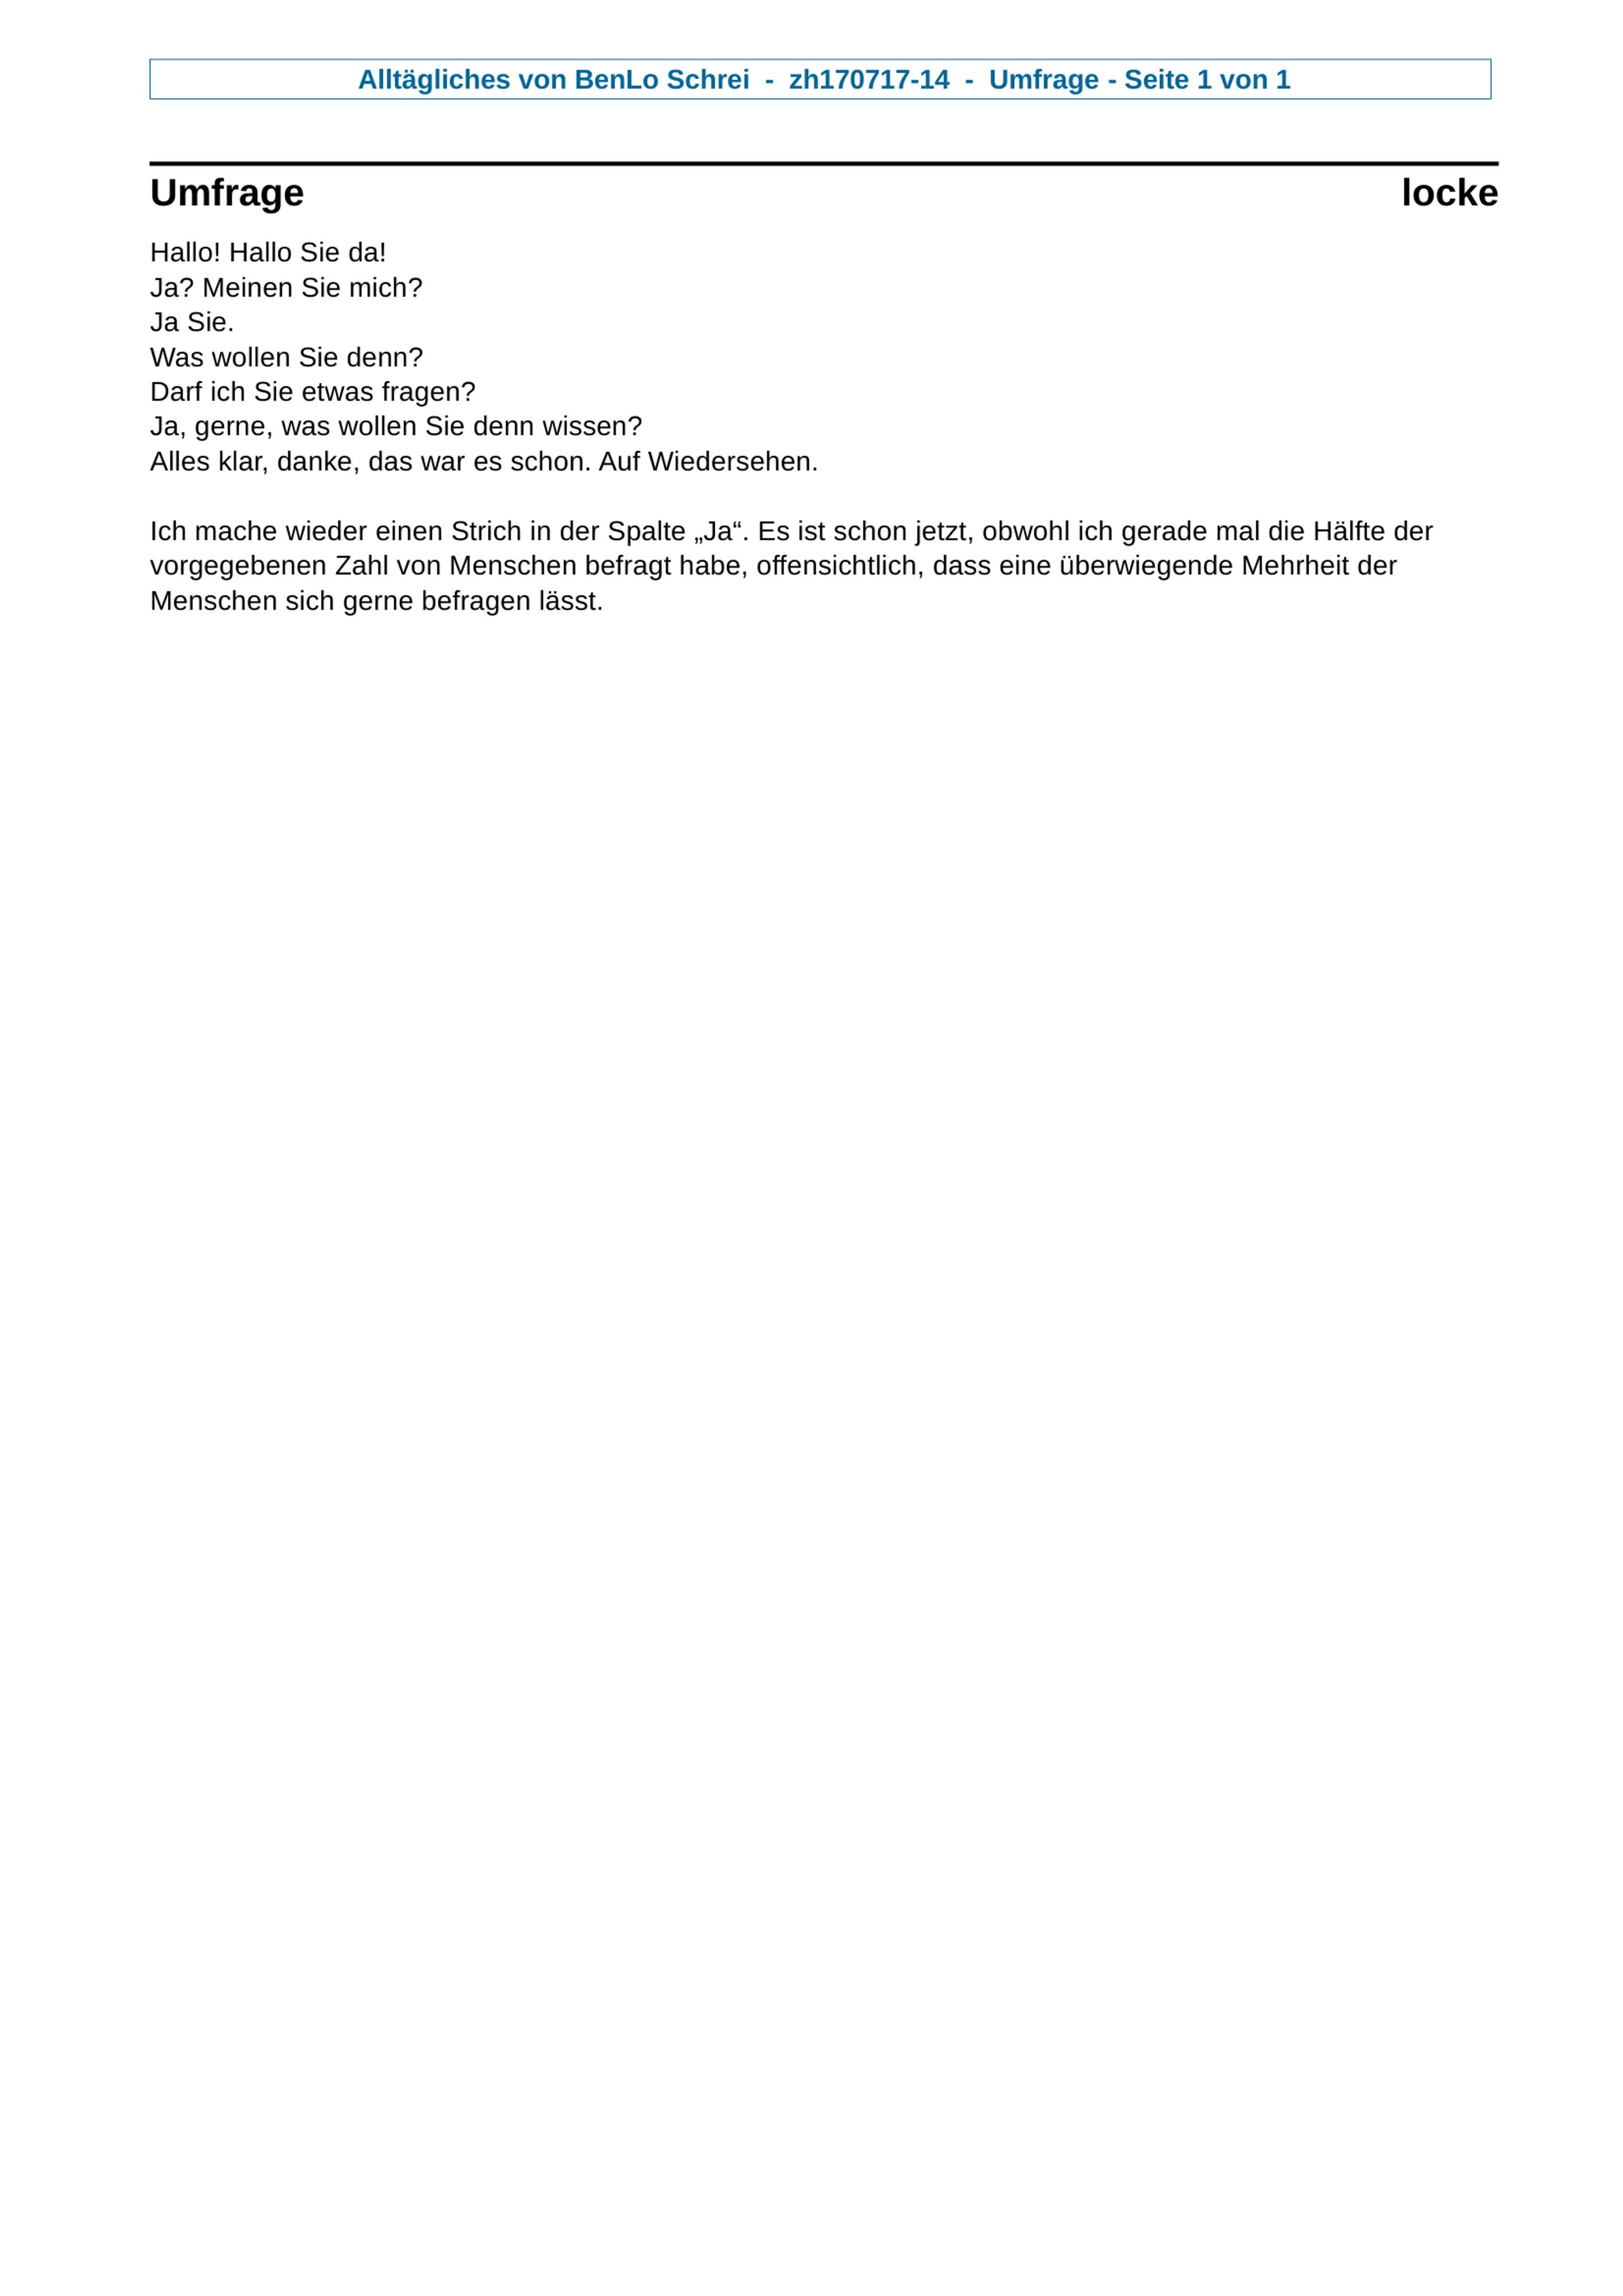 Alltägliches von BenLo Schrei  -  zh170717-14  -  Umfrage - Seite 1 von 1
Umfrage locke
Hallo! Hallo Sie da!
Ja? Meinen Sie mich?
Ja Sie.
Was wollen Sie denn?
Darf ich Sie etwas fragen?
Ja, gerne, was wollen Sie denn wissen?
Alles klar, danke, das war es schon. Auf Wiedersehen.
Ich mache wieder einen Strich in der Spalte „Ja“. Es ist schon jetzt, obwohl ich gerade mal die Hälfte der
vorgegebenen Zahl von Menschen befragt habe, offensichtlich, dass eine überwiegende Mehrheit der
Menschen sich gerne befragen lässt.